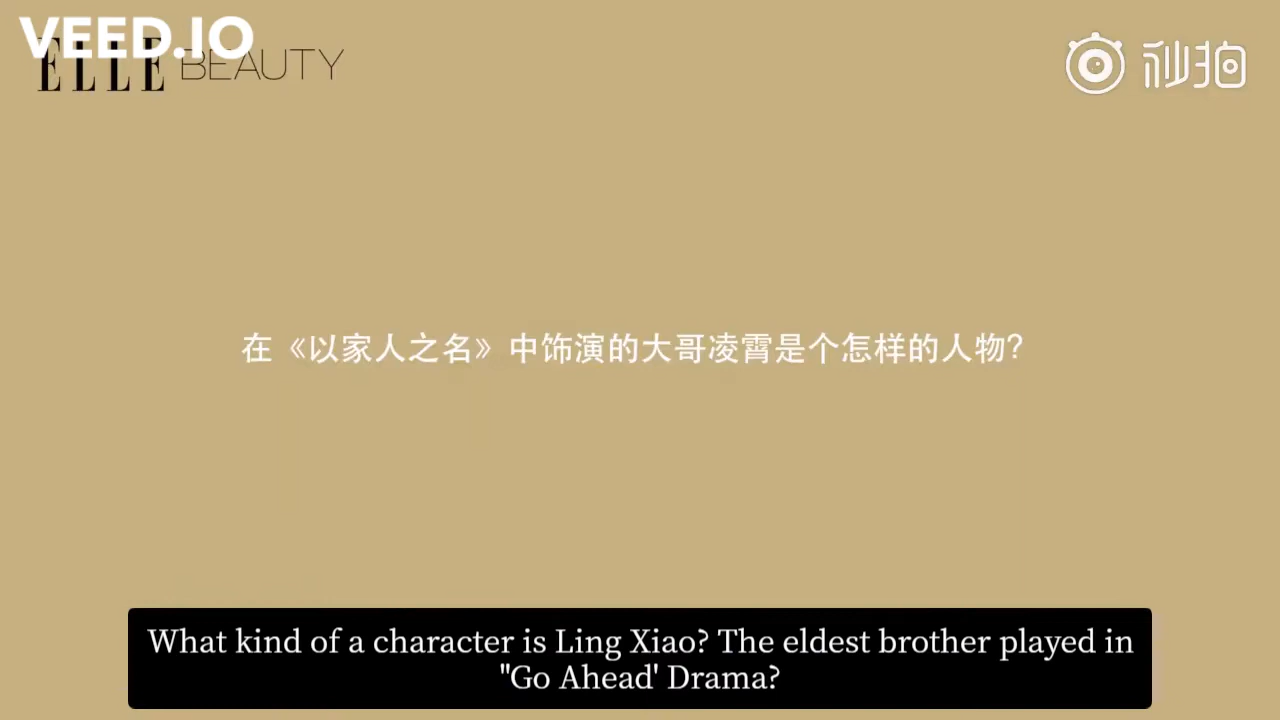 VEED.IO
ELLE BEAUTY
秒拍
在《以家人之名》中饰演的大哥凌霄是个怎样的人物?
What kind of a character is Ling Xiao? The eldest brother played in
"Go Ahead' Drama?